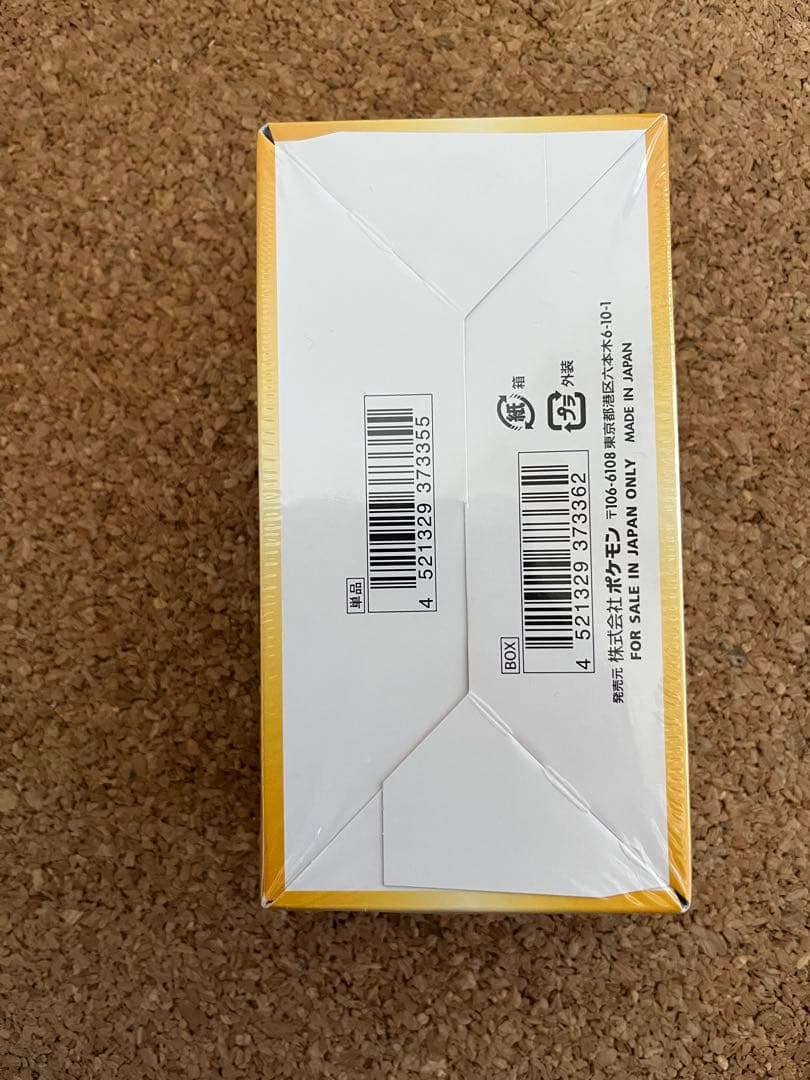 単品
4 521329 373355
BOX
4 521329 373362
紙 箱
プラ 外装
発売元 株式会社ポケモン 〒106-6108 東京都港区六本木6-10-1
FOR SALE IN JAPAN ONLY MADE IN JAPAN